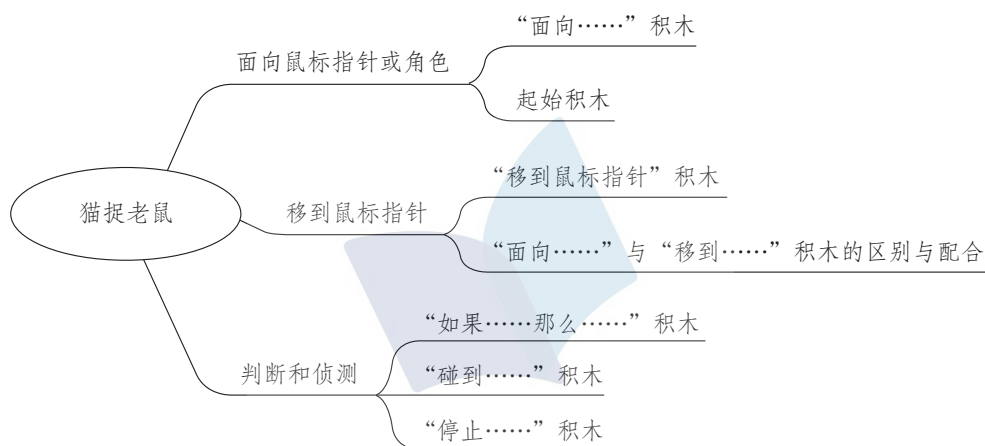 “面向……”积木
面向鼠标指针或角色
起始积木
“移到鼠标指针”积木
猫捉老鼠
移到鼠标指针
“面向……”与“移到……”积木的区别与配合
“如果……那么……”积木
判断和侦测
“碰到……”积木
“停止……”积木